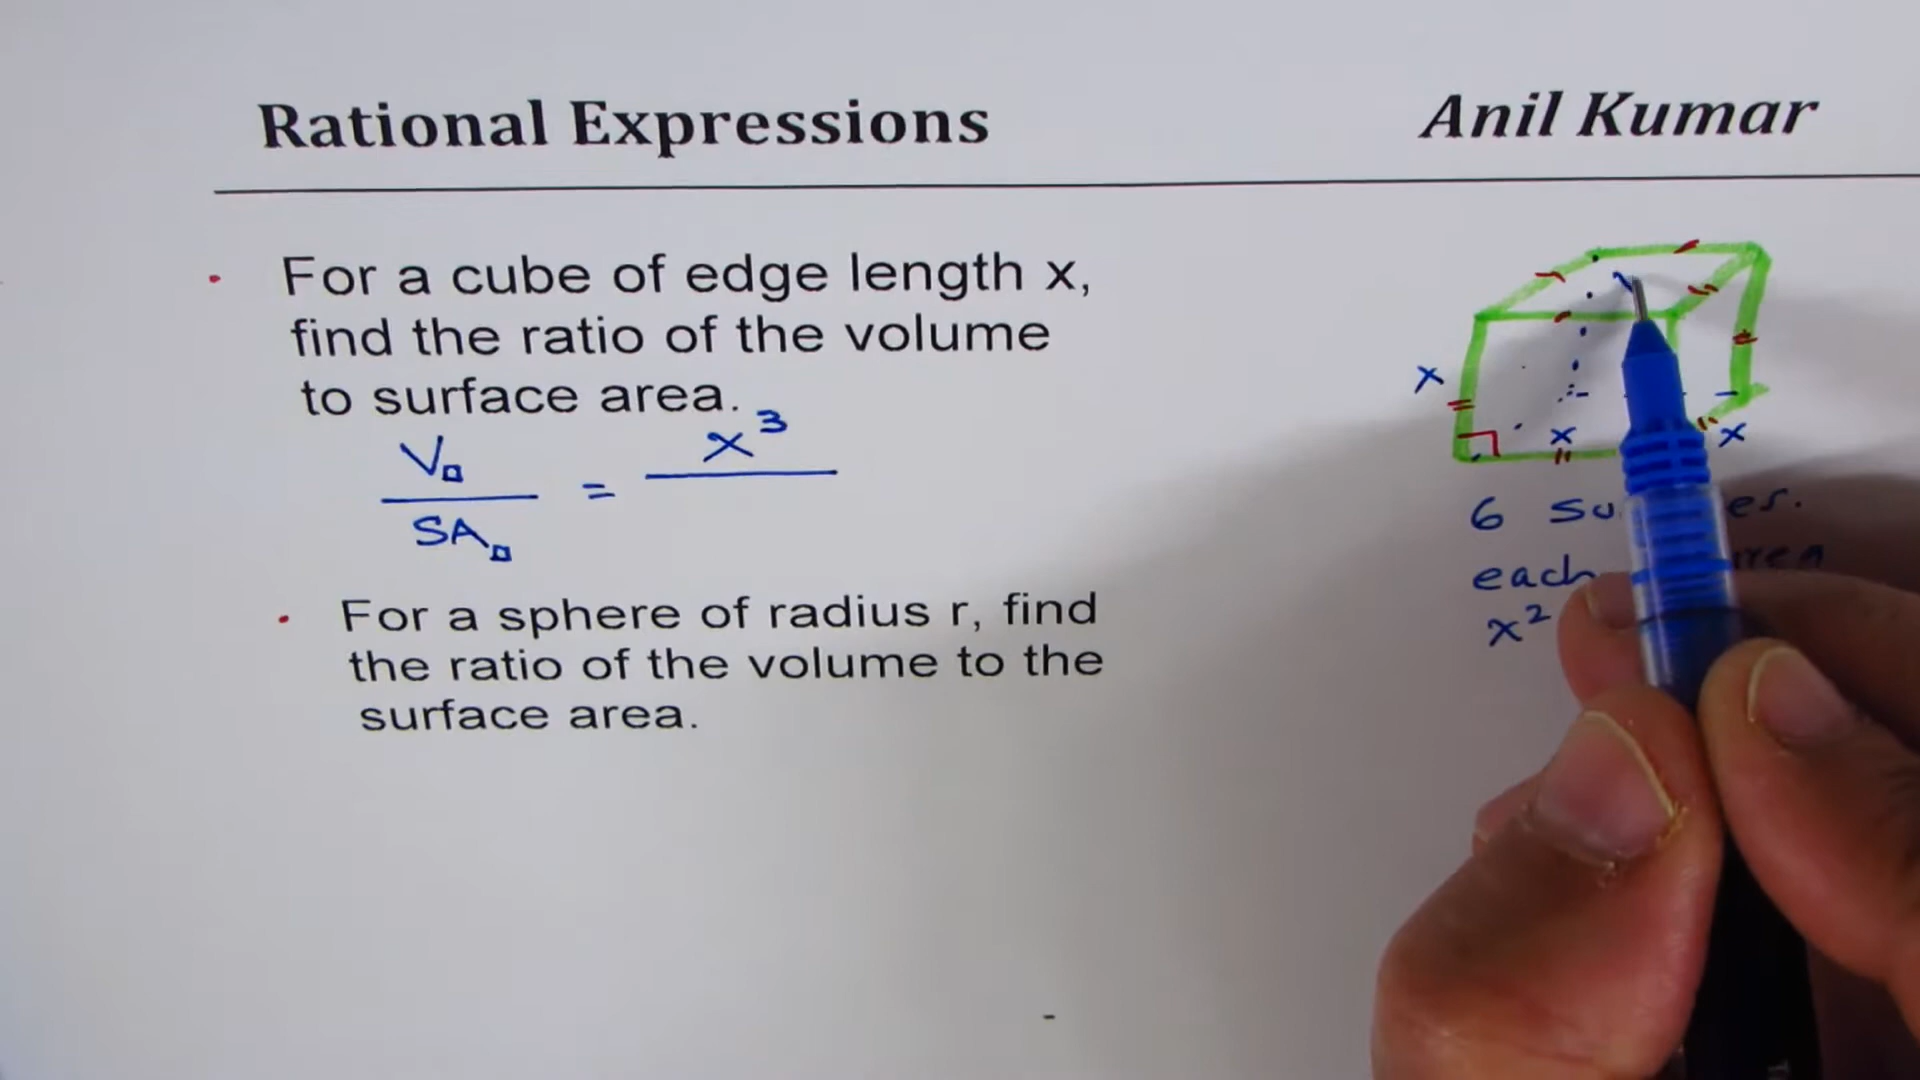 Rational Expressions
Anil Kumar
For a cube of edge length x,
find the ratio of the volume
to surface area.
V□ / SA□ = x³
For a sphere of radius r, find
the ratio of the volume to the
surface area.
x
x
x
6
each
x²